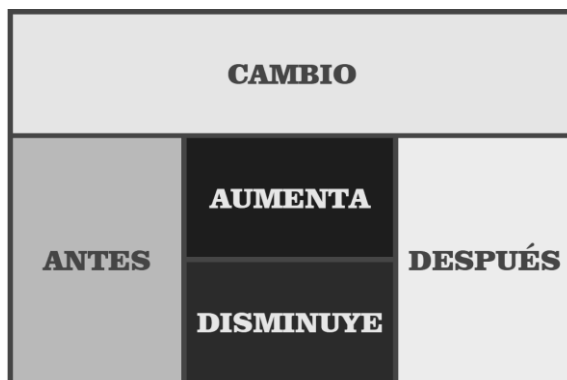 CAMBIO
ANTES
AUMENTA
DISMINUYE
DESPUÉS